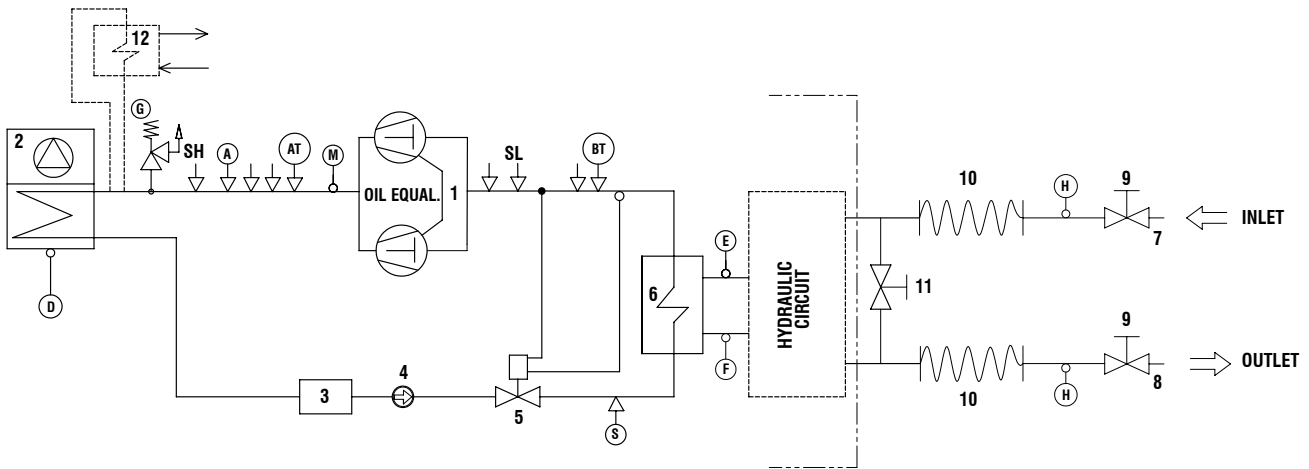 12
G
2
SH
A
AT
M
OIL EQUAL.
1
SL
BT
D
3
4
5
S
6
E
F
HYDRAULIC
CIRCUIT
10
H
9
7
INLET
11
9
10
H
8
OUTLET